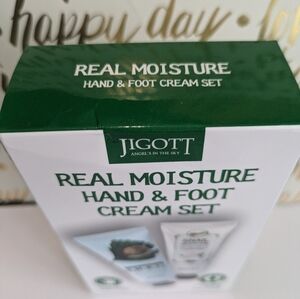 happy day
REAL MOISTURE
HAND & FOOT CREAM SET
JIGOTT
ANGEL'S IN THE SKY
REAL MOISTURE
HAND & FOOT
CREAM SET